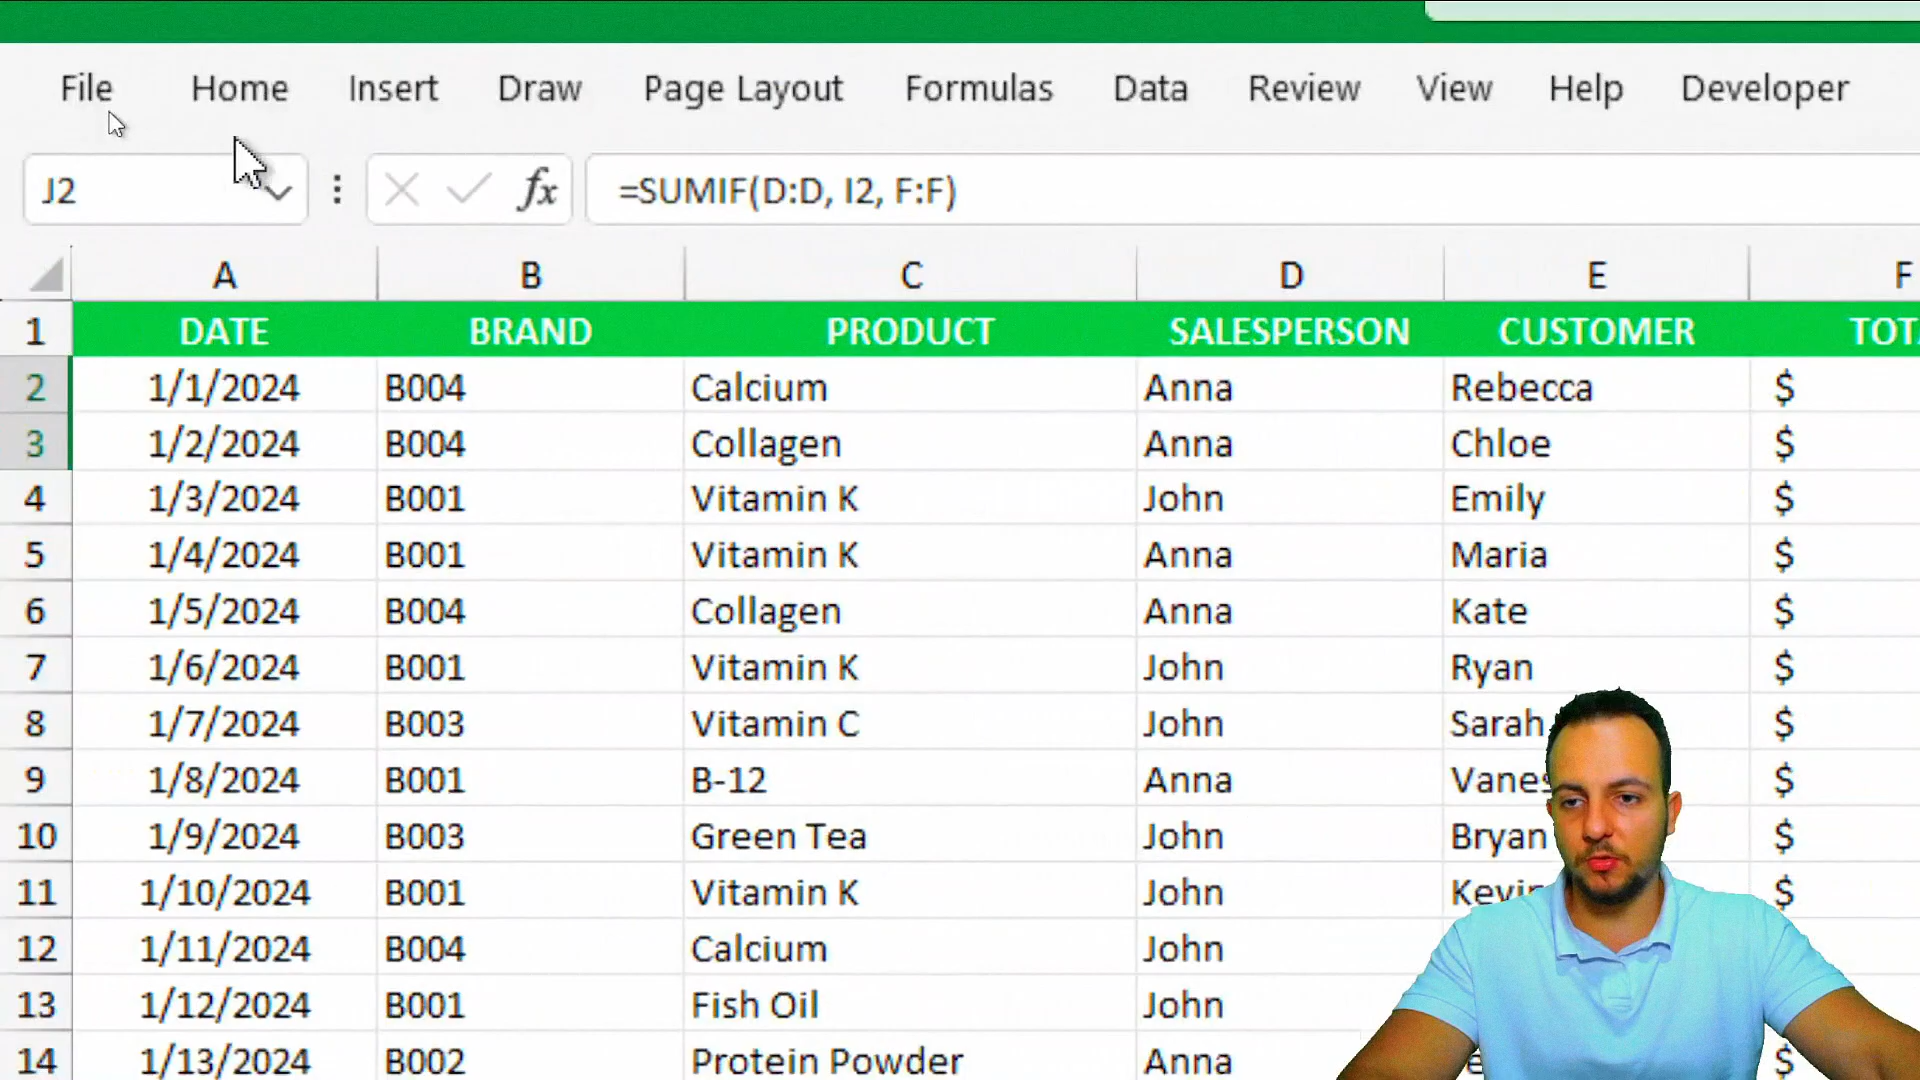 File Home Insert Draw Page Layout Formulas Data Review View Help Developer
J2 fx =SUMIF(D:D, I2, F:F)
A B C D E F
1 DATE BRAND PRODUCT SALESPERSON CUSTOMER
2 1/1/2024 B004 Calcium Anna Rebecca $
3 1/2/2024 B004 Collagen Anna Chloe $
4 1/3/2024 B001 Vitamin K John Emily $
5 1/4/2024 B001 Vitamin K Anna Maria $
6 1/5/2024 B004 Collagen Anna Kate $
7 1/6/2024 B001 Vitamin K John Ryan $
8 1/7/2024 B003 Vitamin C John Sarah $
9 1/8/2024 B001 B-12 Anna $
10 1/9/2024 B003 Green Tea John Bryan $
11 1/10/2024 B001 Vitamin K John $
12 1/11/2024 B004 Calcium John
13 1/12/2024 B001 Fish Oil John
14 1/13/2024 B002 Protein Powder Anna $